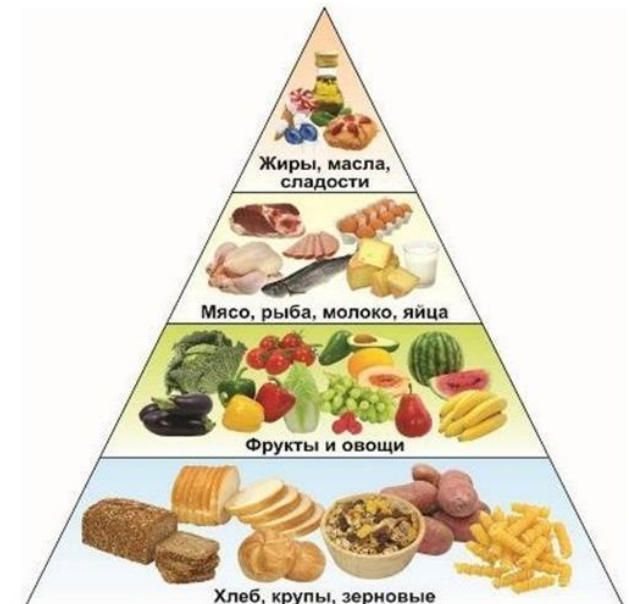 Жиры, масла,
сладости
Мясо, рыба, молоко, яйца
Фрукты и овощи
Хлеб, крупы, зерновые